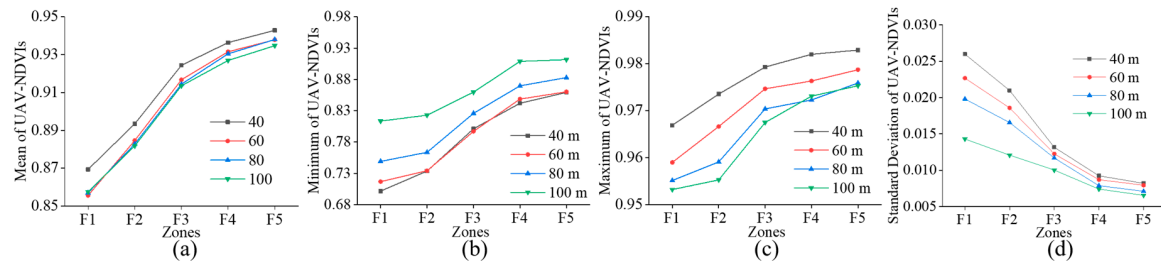 Mean of UAV-NDVIs
0.95
0.93
0.91
0.89
0.87
0.85
F1 F2 F3 F4 F5
Zones
40
60
80
100
(a)
Minimum of UAV-NDVIs
0.98
0.93
0.88
0.83
0.78
0.73
0.68
F1 F2 F3 F4 F5
Zones
40 m
60 m
80 m
100 m
(b)
Maximum of UAV-NDVIs
0.99
0.98
0.97
0.96
0.95
F1 F2 F3 F4 F5
Zones
40 m
60 m
80 m
100 m
(c)
Standard Deviation of UAV-NDVIs
0.030
0.025
0.020
0.015
0.010
0.005
F1 F2 F3 F4 F5
Zones
40 m
60 m
80 m
100 m
(d)